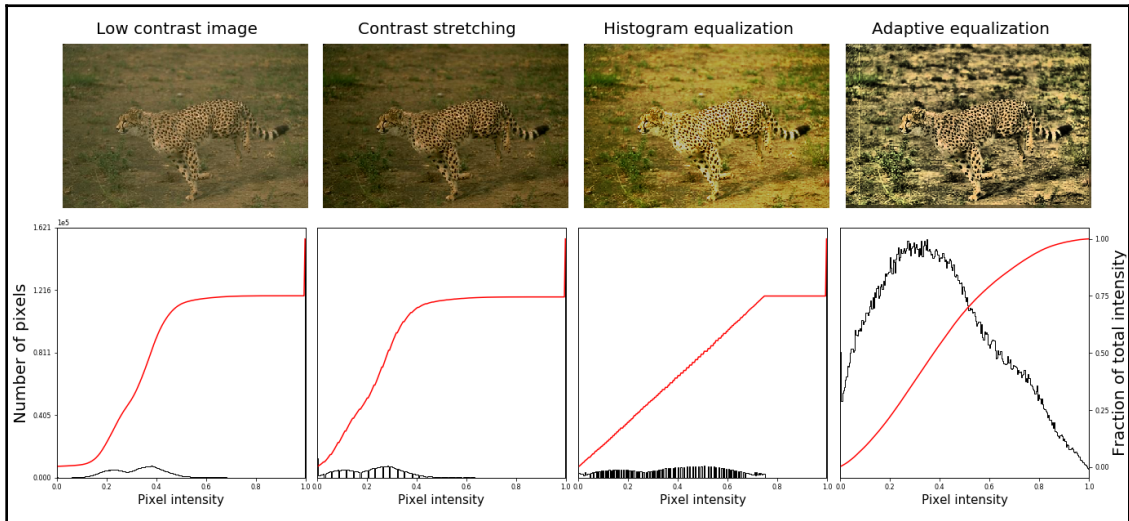 Low contrast image
Contrast stretching
Histogram equalization
Adaptive equalization
1e5
1.621
1.216
0.811
0.405
0.000
Number of pixels
0.0 0.2 0.4 0.6 0.8 1.0
Pixel intensity
0.0 0.2 0.4 0.6 0.8 1.0
Pixel intensity
0.0 0.2 0.4 0.6 0.8 1.0
Pixel intensity
0.0 0.2 0.4 0.6 0.8 1.0
Pixel intensity
1.00
0.75
0.50
0.25
0.00
Fraction of total intensity